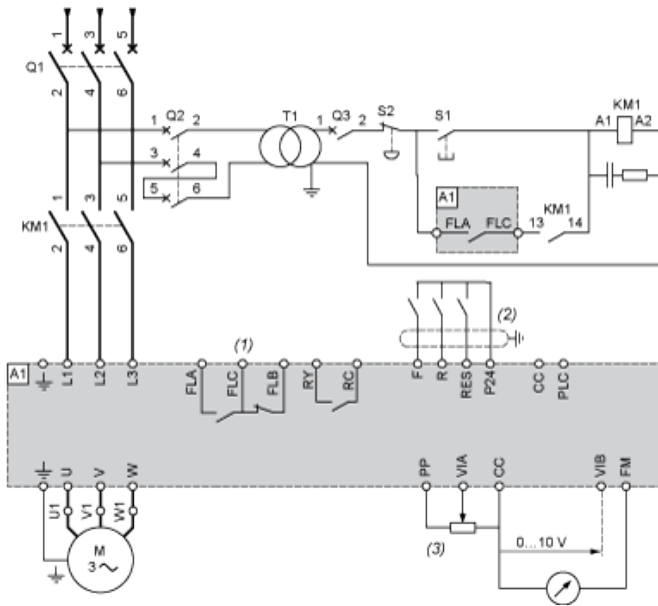 1 3 5
Q1
2 4 6
1 Q2 2 T1 1 Q3 2 S2 S1 KM1
A1 A2
3 4
5 6
A1
FLA FLC 13 KM1 14
1 3 5
KM1
2 4 6
(2)
(1)
A1
L1 L2 L3 FLA FLC FLB RY RC F R RES P24 CC PLC
U V W PP VIA CC VIB FM
U1 V1 W1
(3)
0...10 V
M
3